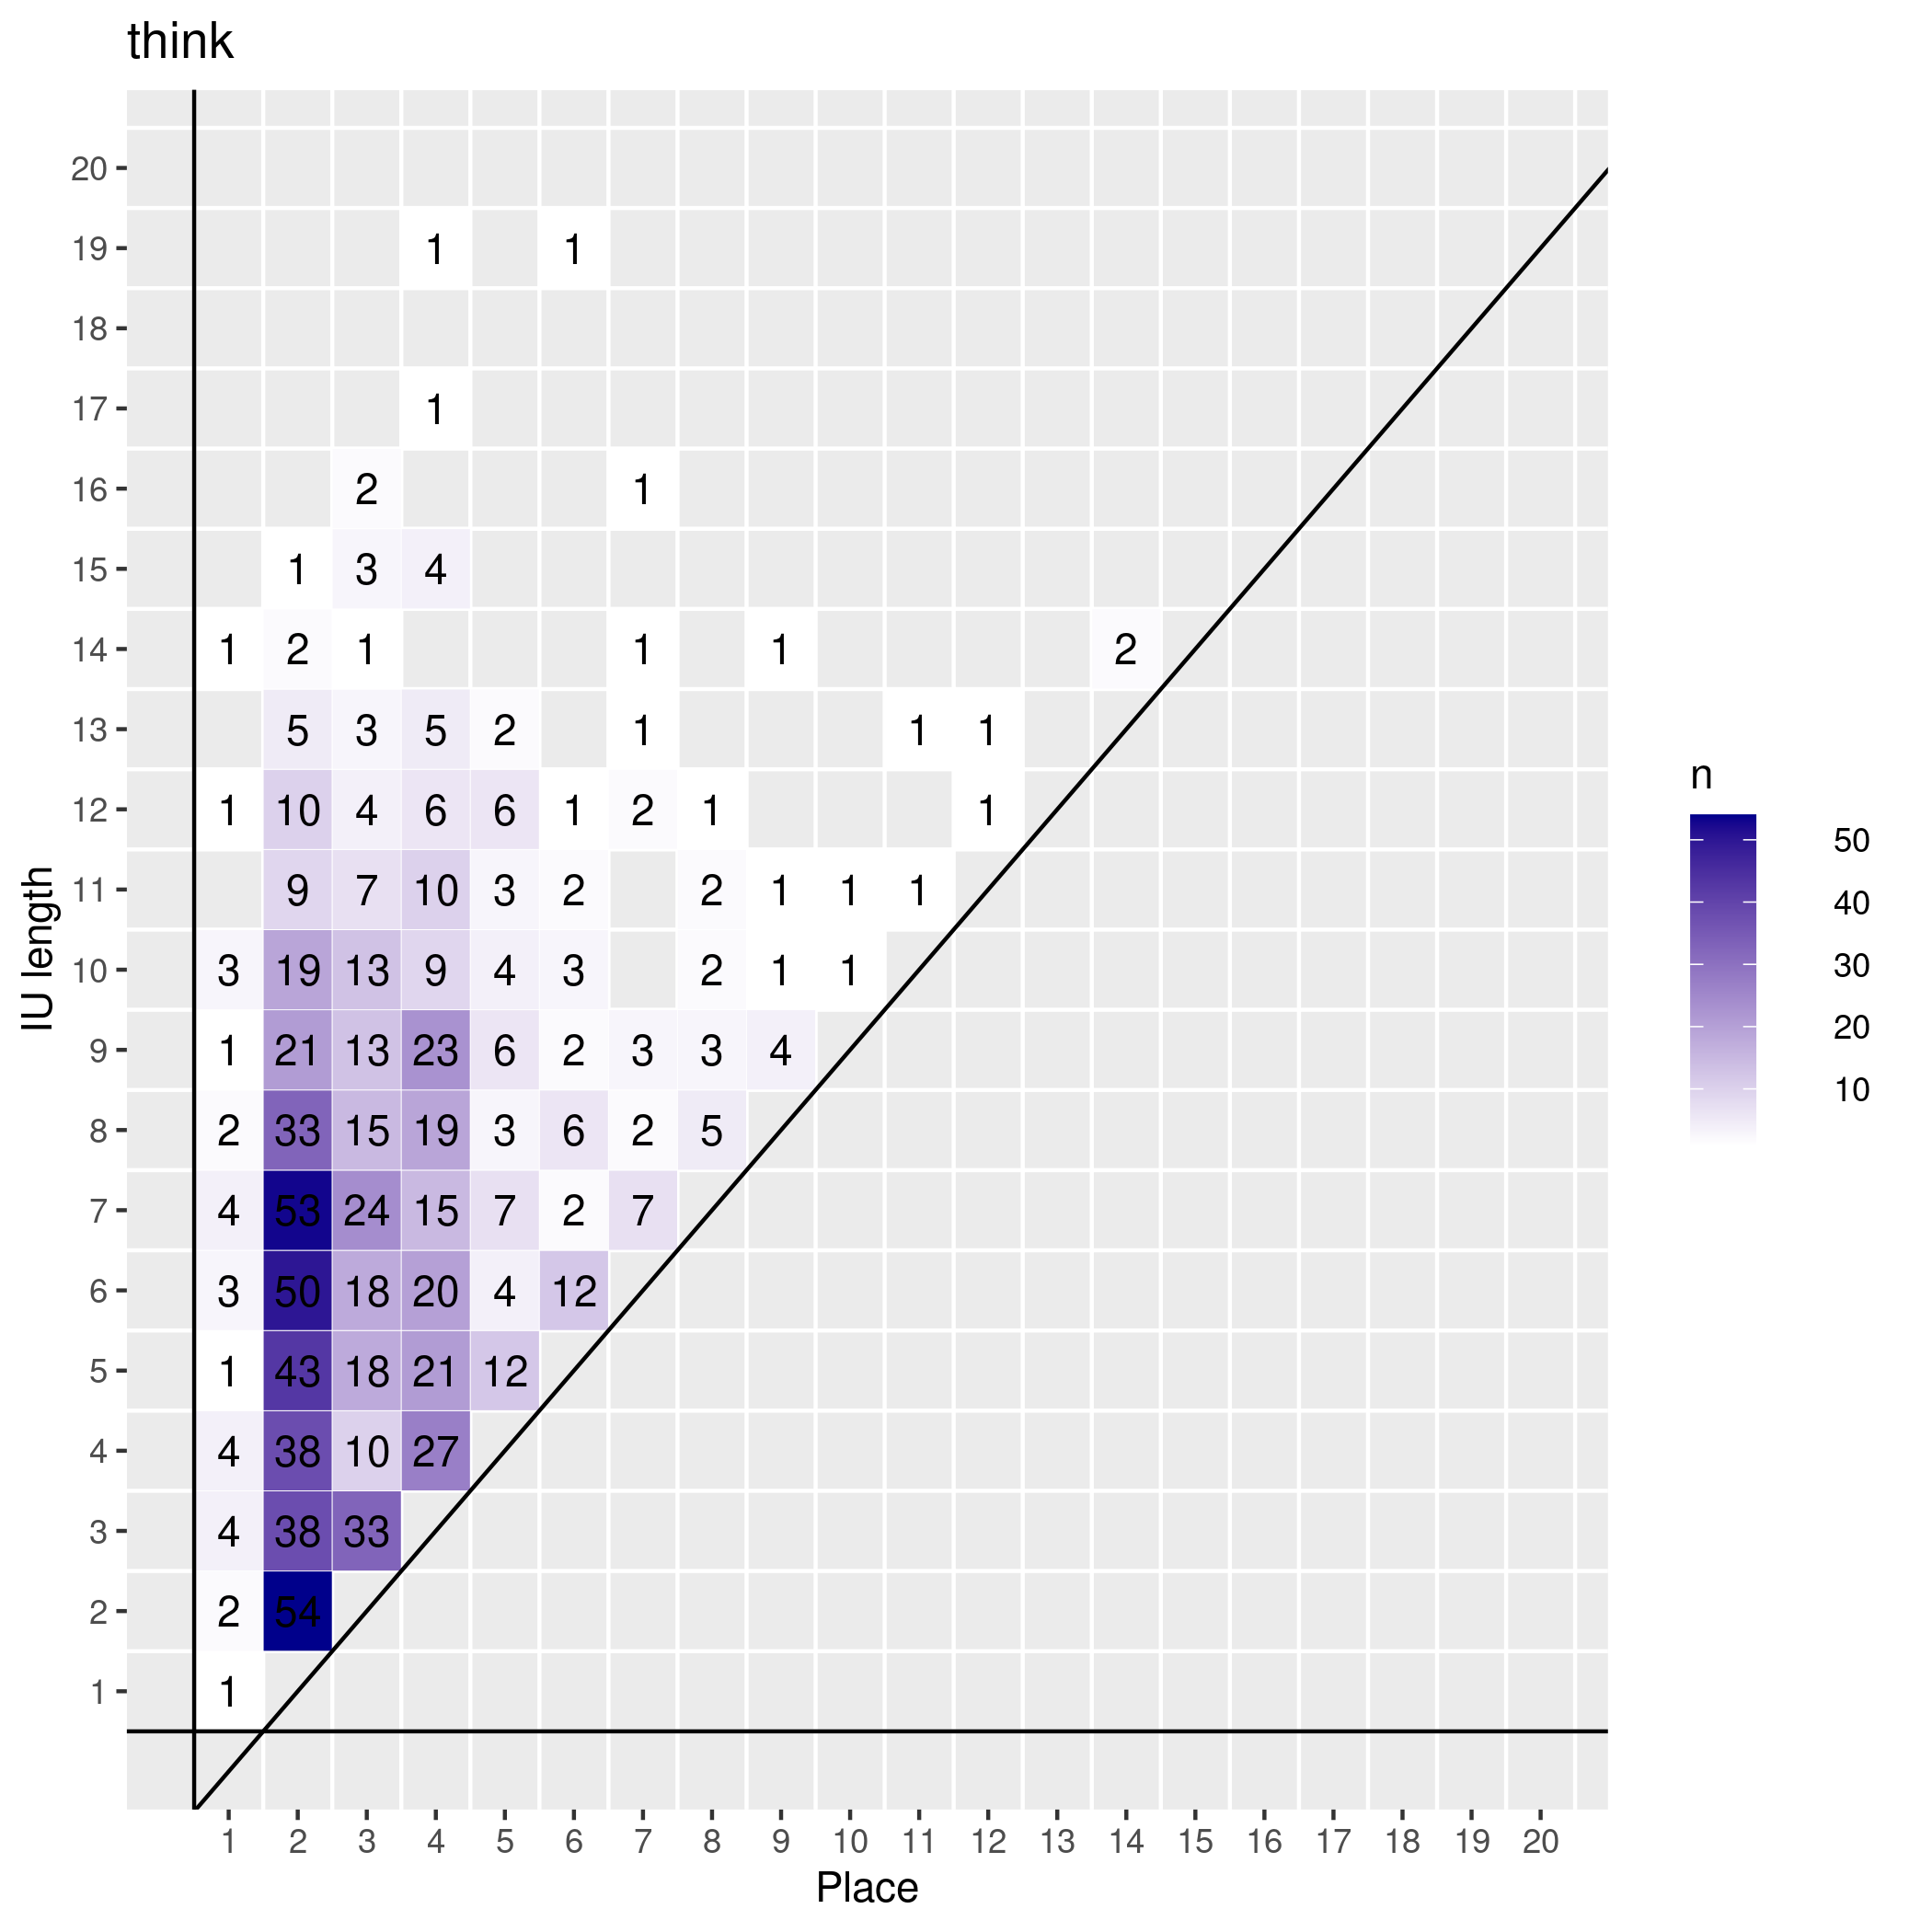 think
20
19 1 1
18
17 1
16 2 1
15 1 3 4
14 1 2 1 1 1 2
13 5 3 5 2 1 1 1
12 1 10 4 6 6 1 2 1 1
11 9 7 10 3 2 2 1 1 1
10 3 19 13 9 4 3 2 1 1
9 1 21 13 23 6 2 3 3 4
8 2 33 15 19 3 6 2 5
7 4 53 24 15 7 2 7
6 3 50 18 20 4 12
5 1 43 18 21 12
4 4 38 10 27
3 4 38 33
2 2 54
1 1
1 2 3 4 5 6 7 8 9 10 11 12 13 14 15 16 17 18 19 20
Place
IU length
n
50
40
30
20
10